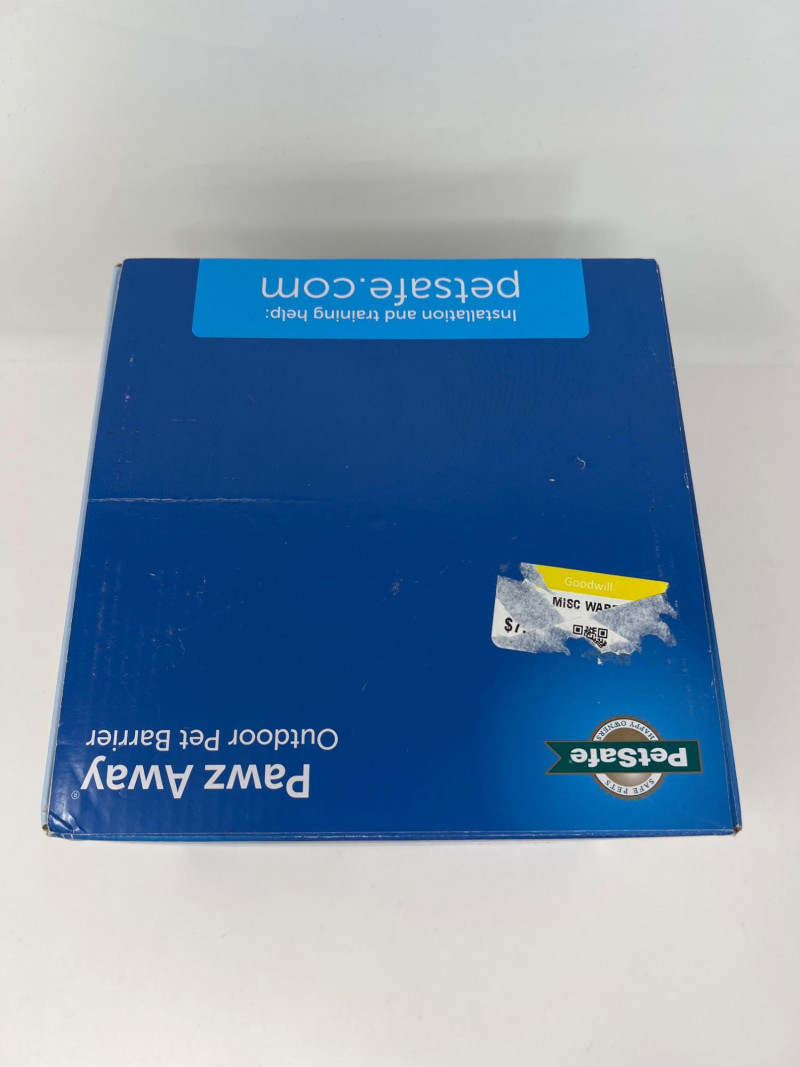 PetSafe®
SAFE PETS
HAPPY OWNERS
Pawz Away®
Outdoor Pet Barrier
Goodwill
MISC
$7.
Installation and training help:
petsafe.com